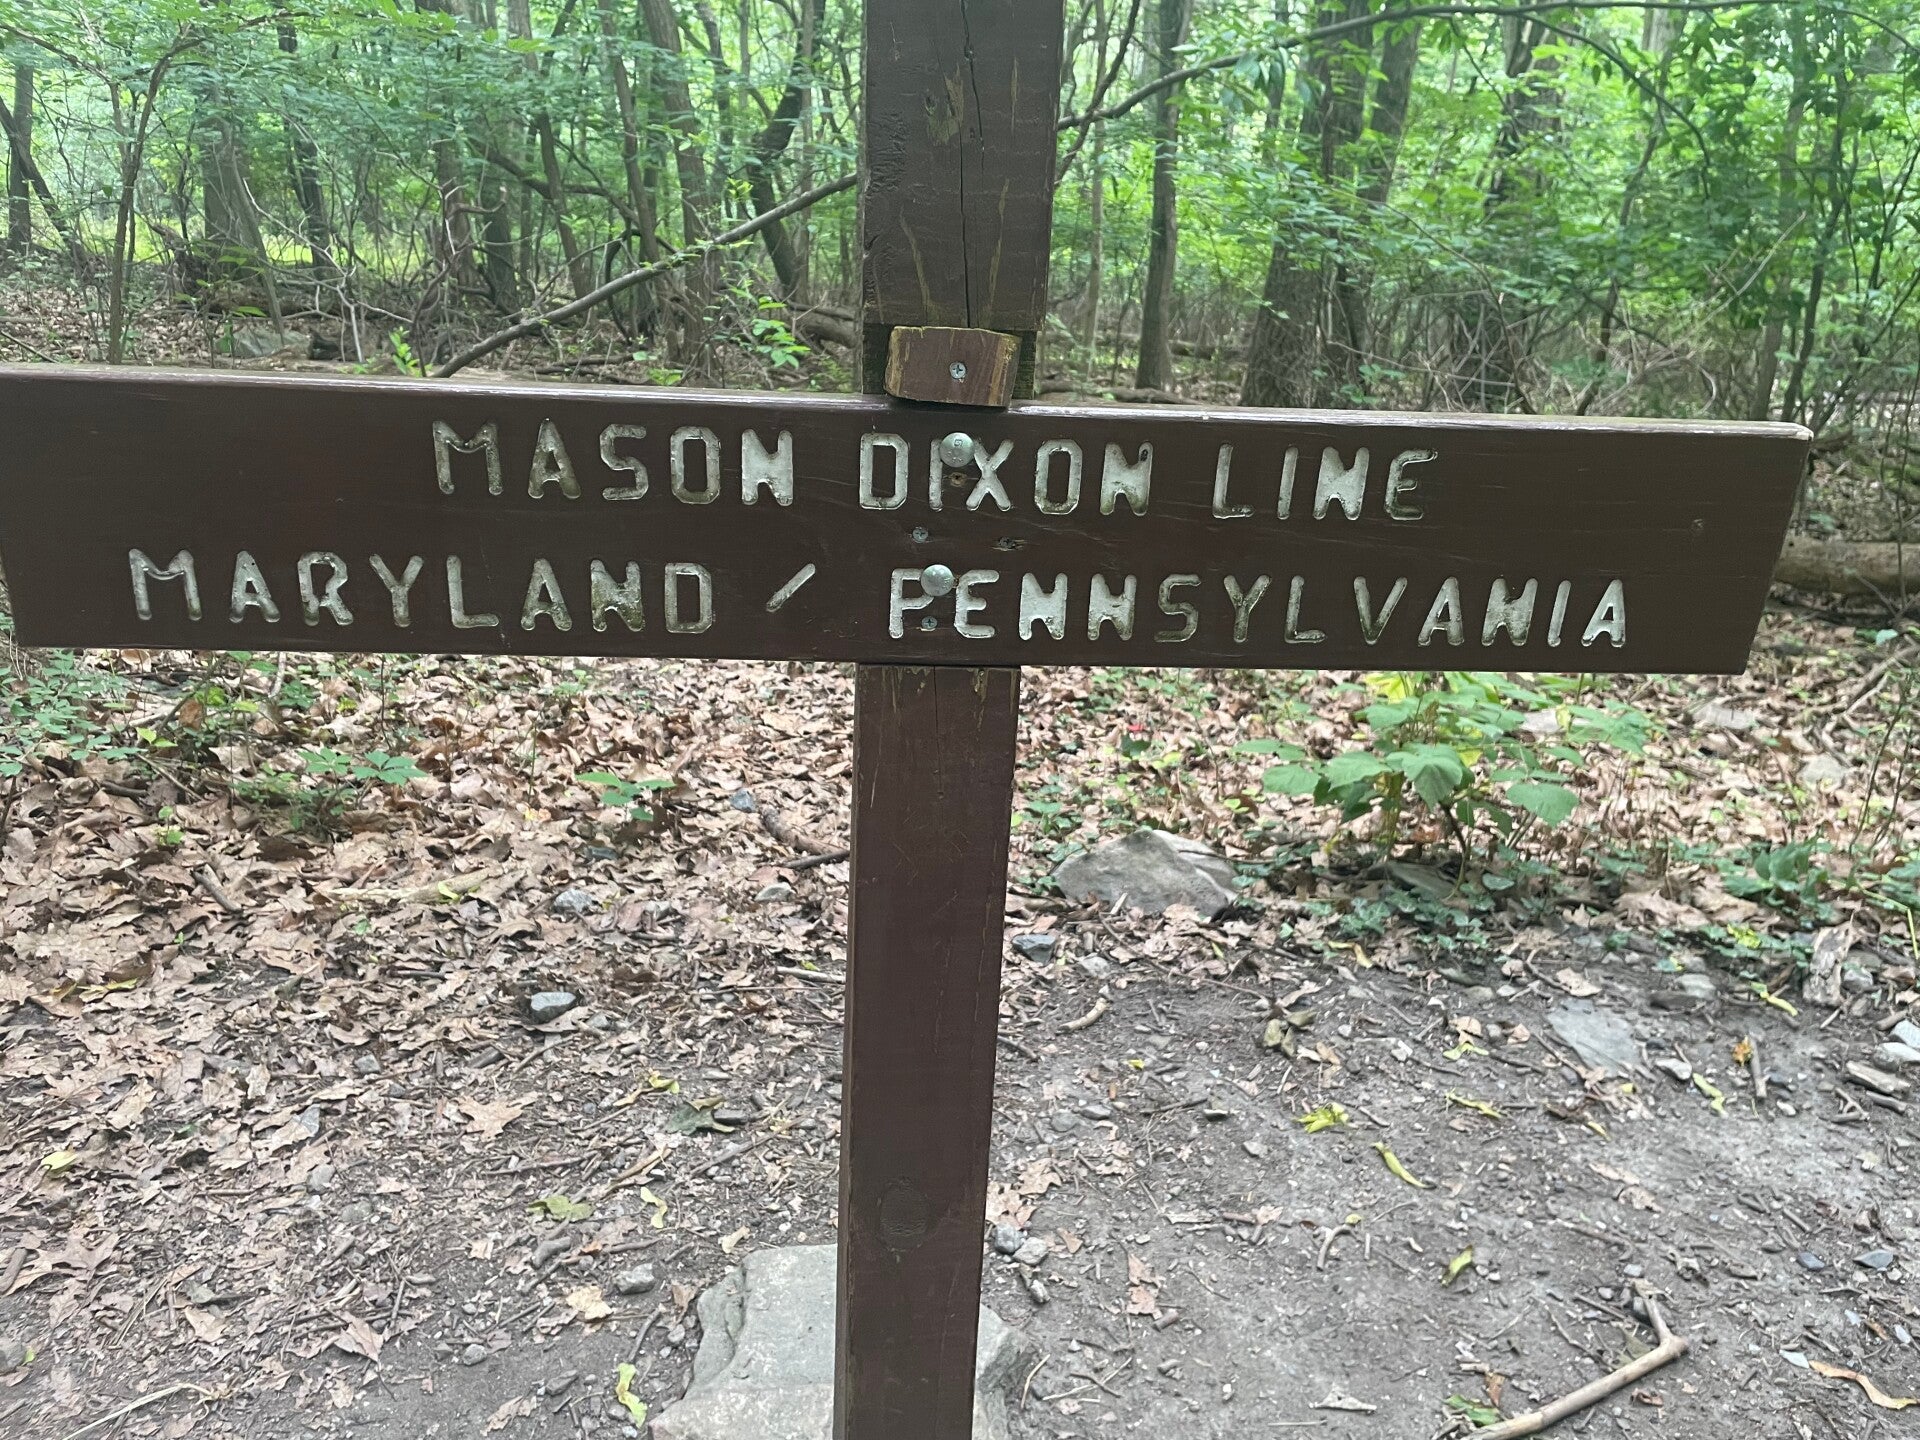 MASON DIXON LINE
MARYLAND / PENNSYLVANIA